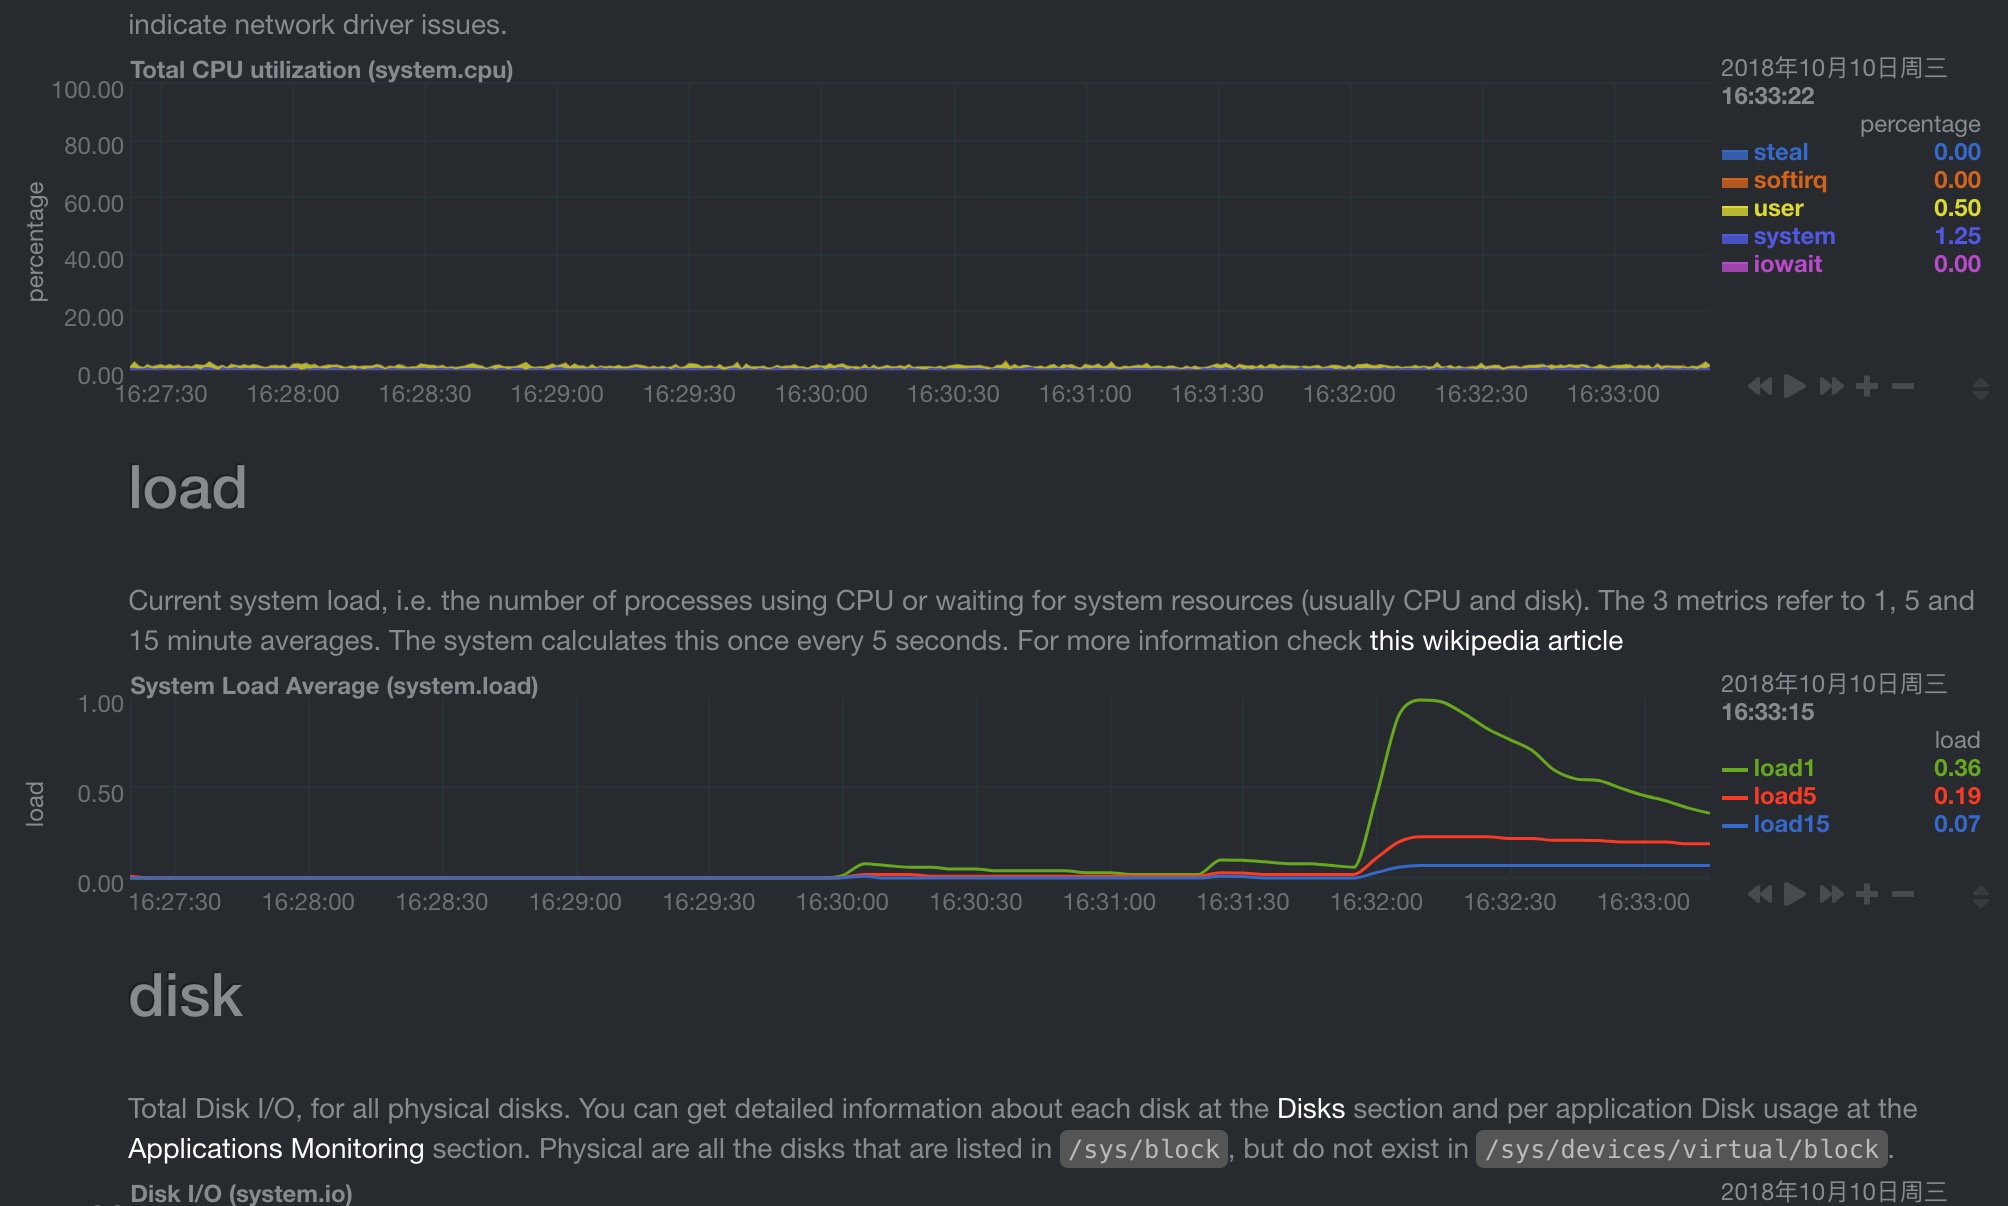 indicate network driver issues.
Total CPU utilization (system.cpu)
2018年10月10日周三
16:33:22
percentage
steal 0.00
softirq 0.00
user 0.50
system 1.25
iowait 0.00
percentage
100.00
80.00
60.00
40.00
20.00
0.00
16:27:30 16:28:00 16:28:30 16:29:00 16:29:30 16:30:00 16:30:30 16:31:00 16:31:30 16:32:00 16:32:30 16:33:00
load
Current system load, i.e. the number of processes using CPU or waiting for system resources (usually CPU and disk). The 3 metrics refer to 1, 5 and
15 minute averages. The system calculates this once every 5 seconds. For more information check this wikipedia article
System Load Average (system.load)
2018年10月10日周三
16:33:15
load
load1 0.36
load5 0.19
load15 0.07
load
1.00
0.50
0.00
16:27:30 16:28:00 16:28:30 16:29:00 16:29:30 16:30:00 16:30:30 16:31:00 16:31:30 16:32:00 16:32:30 16:33:00
disk
Total Disk I/O, for all physical disks. You can get detailed information about each disk at the Disks section and per application Disk usage at the
Applications Monitoring section. Physical are all the disks that are listed in /sys/block, but do not exist in /sys/devices/virtual/block.
Disk I/O (system.io)
2018年10月10日周三